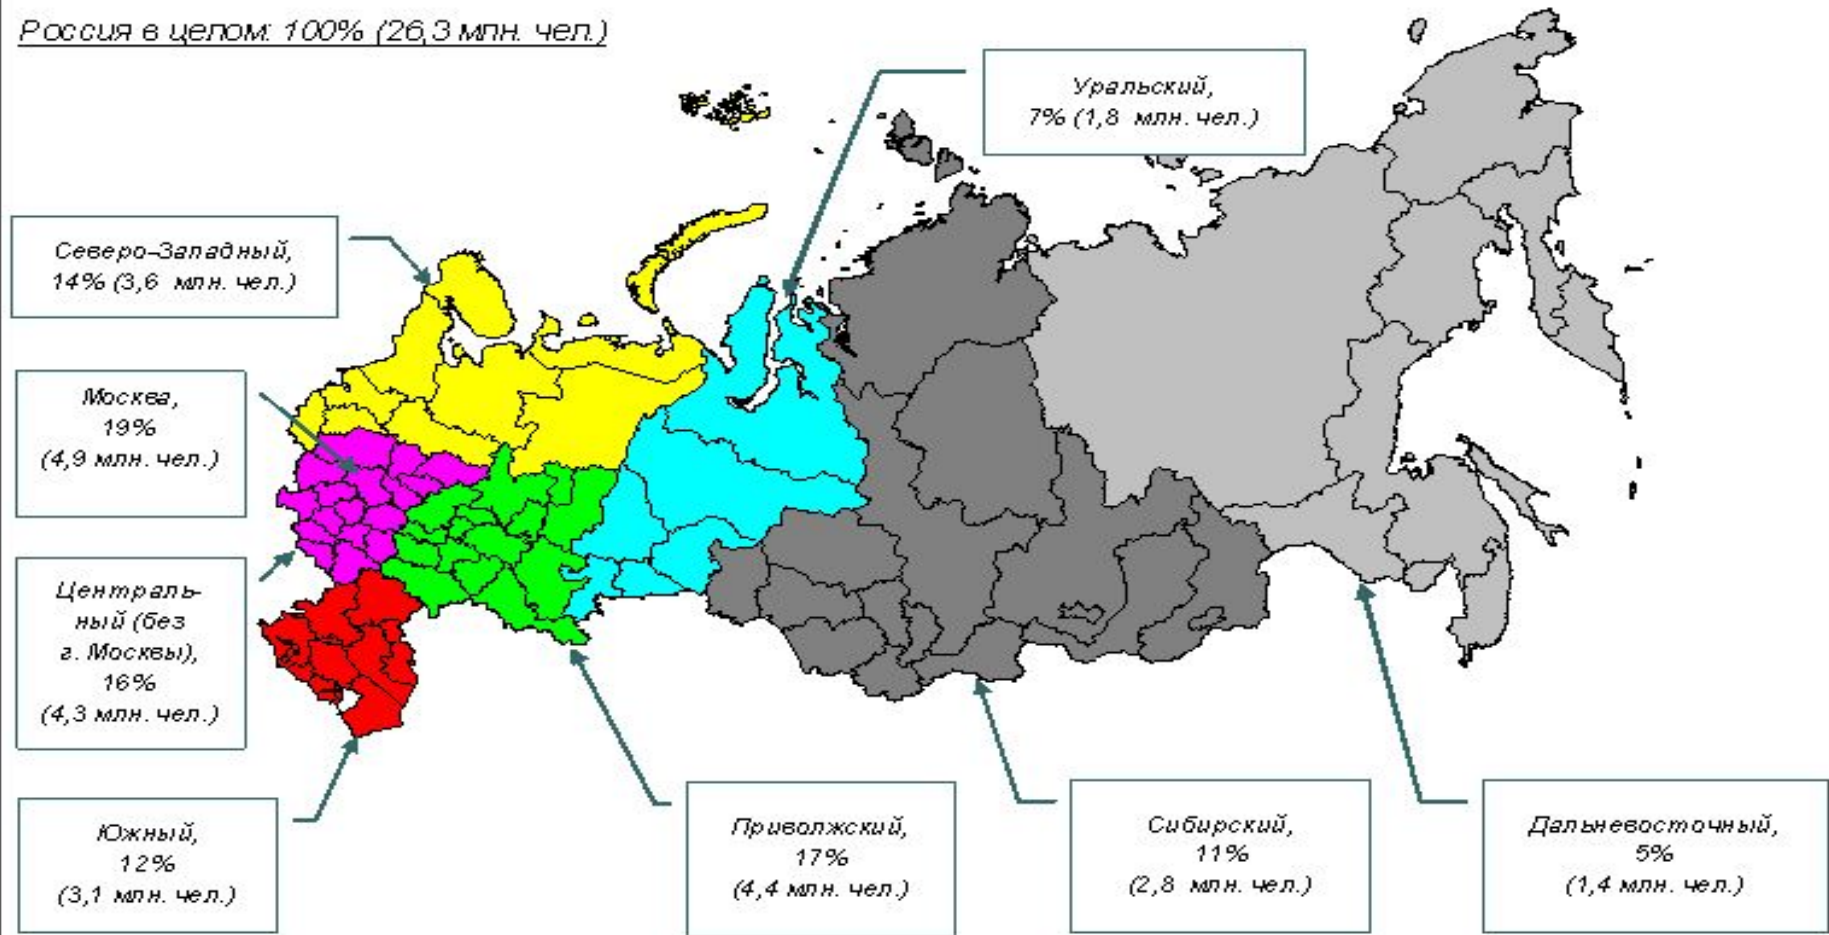 Россия в целом: 100% (26,3 млн. чел.)
Уральский,
7% (1,8 млн. чел.)
Северо-Западный,
14% (3,6 млн. чел.)
Москва,
19%
(4,9 млн. чел.)
Централь-
ный (без
г. Москвы),
16%
(4,3 млн. чел.)
Южный,
12%
(3,1 млн. чел.)
Приволжский,
17%
(4,4 млн. чел.)
Сибирский,
11%
(2,8 млн. чел.)
Дальневосточный,
5%
(1,4 млн. чел.)